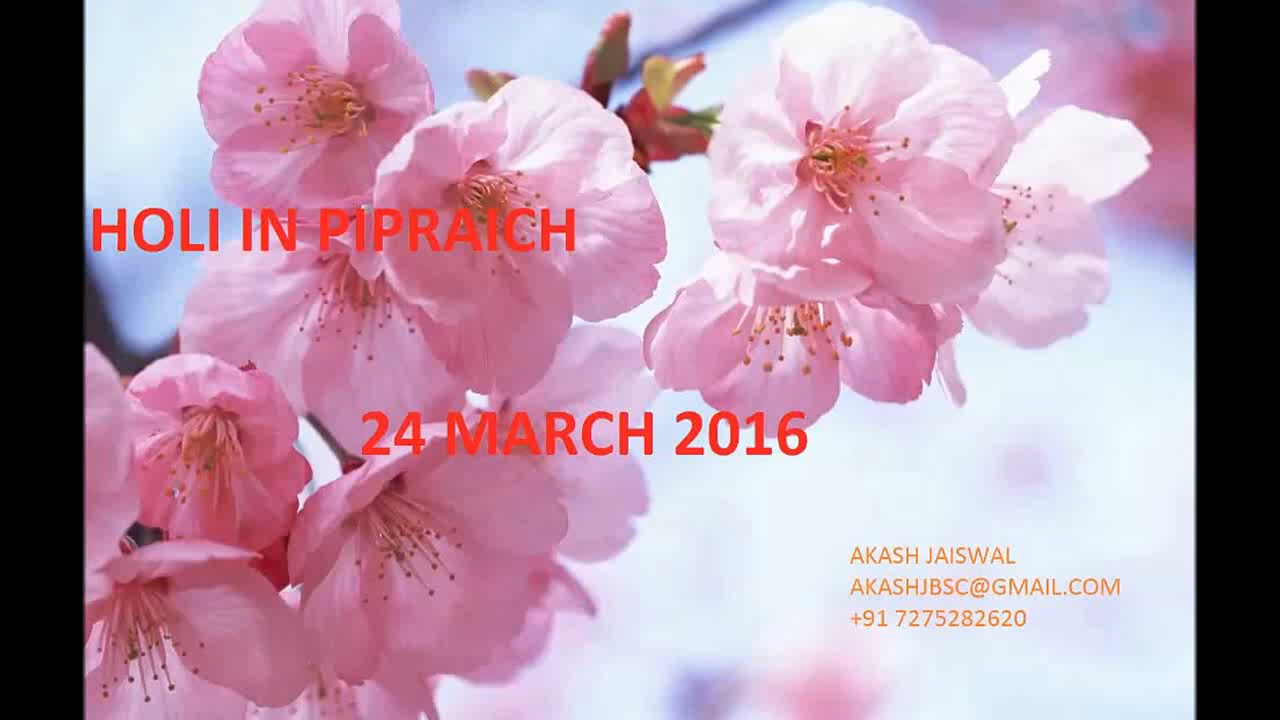 HOLI IN PIPRAICH
24 MARCH 2016
AKASH JAISWAL
AKASHJBSC@GMAIL.COM
+91 7275282620